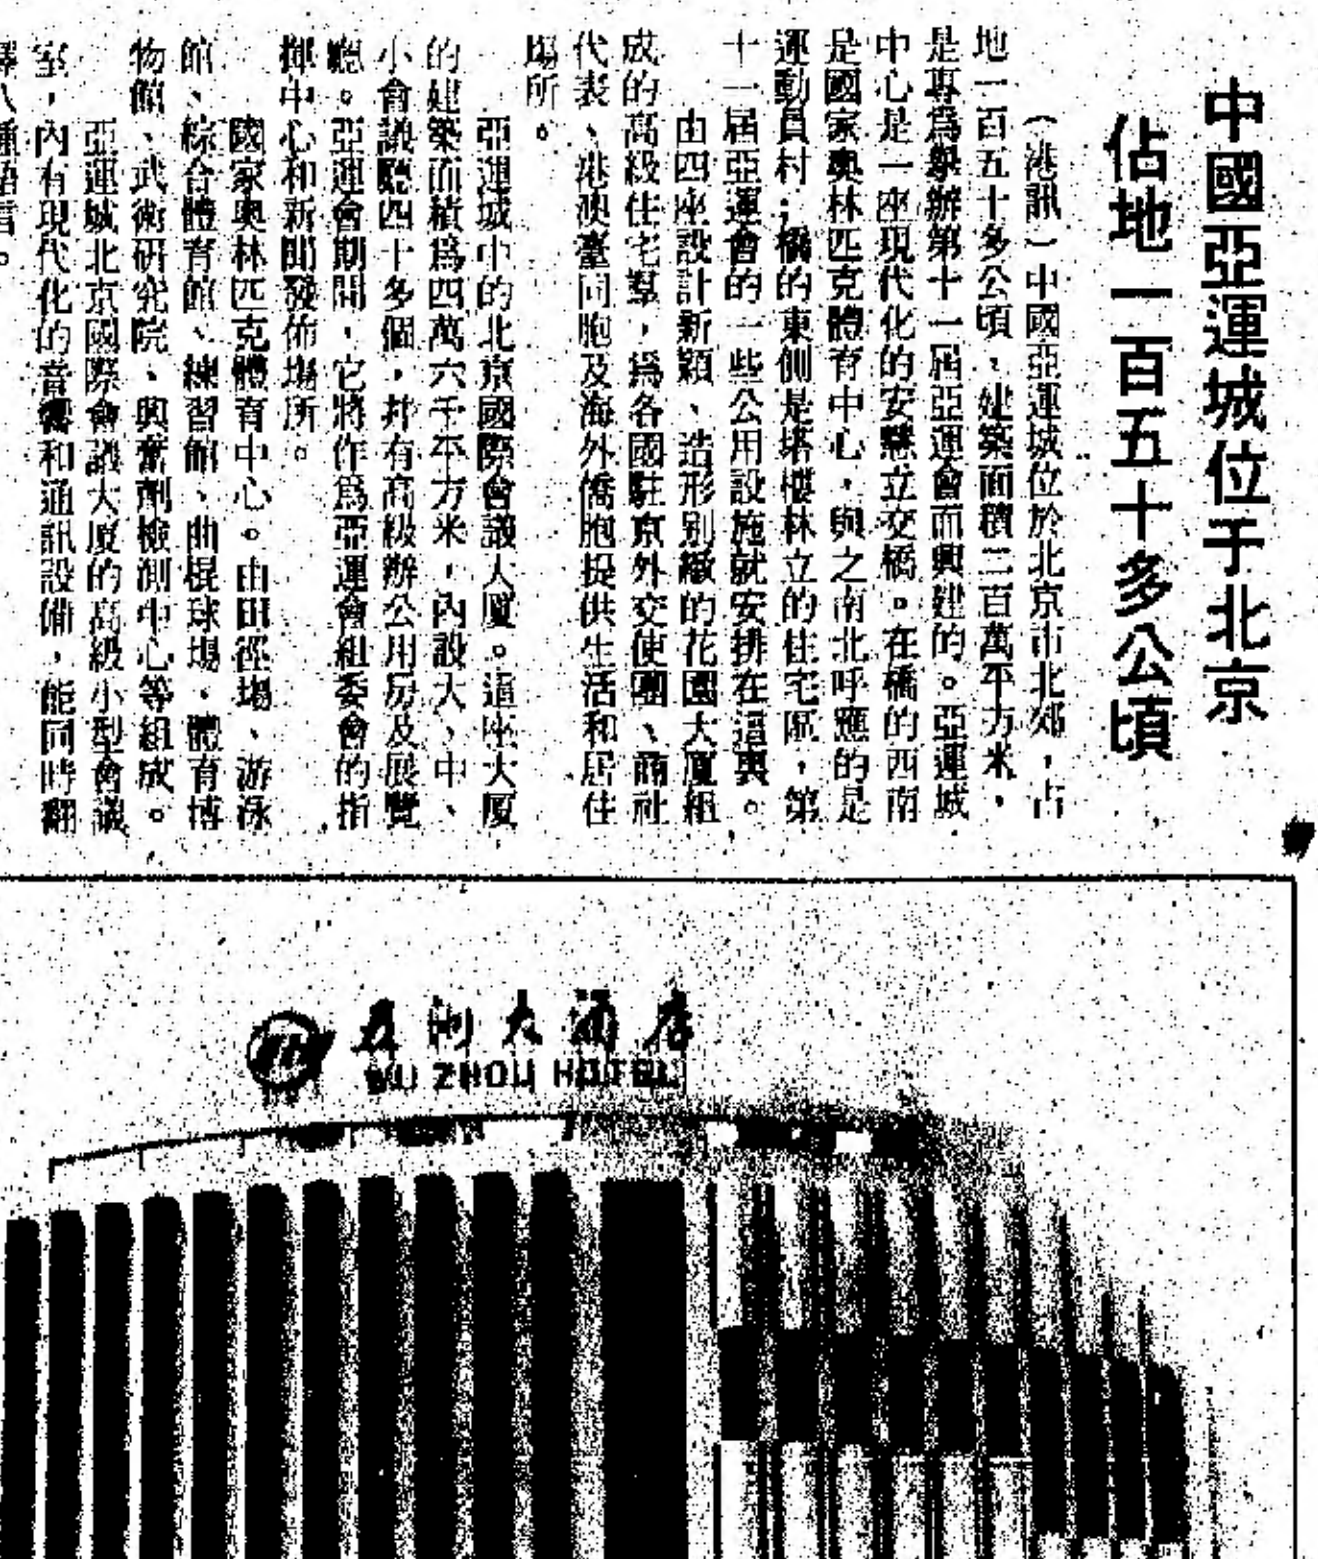 中國亞運城位于北京
佔地一百五十多公頃
（港訊）中國亞運城位於北京市北郊，占
地一百五十多公頃、建築面積二百萬平方米，
是專爲舉辦第十一屆亞運會而興建的。亞運城
中心是一座現代化的安慧立交橋。在橋的西南
是國家奧林匹克體育中心，與之南北呼應的是
運動員村；橋的東側是塔樓林立的住宅區，第
十一屆亞運會的一些公用設施就安排在這裏。
由四座設計新穎、造形別緻的花園大廈組
成的高級住宅羣，爲各國駐京外交使團、商社
代表、港澳臺同胞及海外僑胞提供生活和居住
場所。
亞運城中的北京國際會議大廈。這座大廈
的建築面積爲四萬六千平方米，內設大、中、
小會議廳四十多個，并有高級辦公用房及展覽
廳。亞運會期間，它將作爲亞運會組委會的指
揮中心和新聞發佈場所。
國家奧林匹克體育中心。由田徑場、游泳
館、綜合體育館、練習館、曲棍球場、體育博
物館、武術研究院、興奮劑檢測中心等組成。
亞運城北京國際會議大廈的高級小型會議
室，內有現代化的音響和通訊設備，能同時翻
譯八種語言。
五洲大酒店
WU ZHOU HOTEL